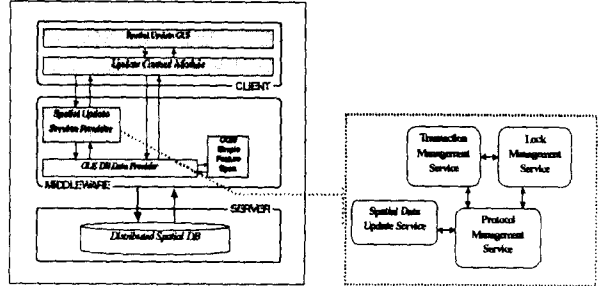 Spatial Update GUI
Update Control Module
CLIENT
Spatial Update
Service Provider
OLE DB Data Provider
OGIS
Simple
Feature
Spec
MIDDLEWARE
SERVER
Distributed Spatial DB
Transaction
Management
Service
Lock
Management
Service
Spatial Data
Update Service
Protocol
Management
Service